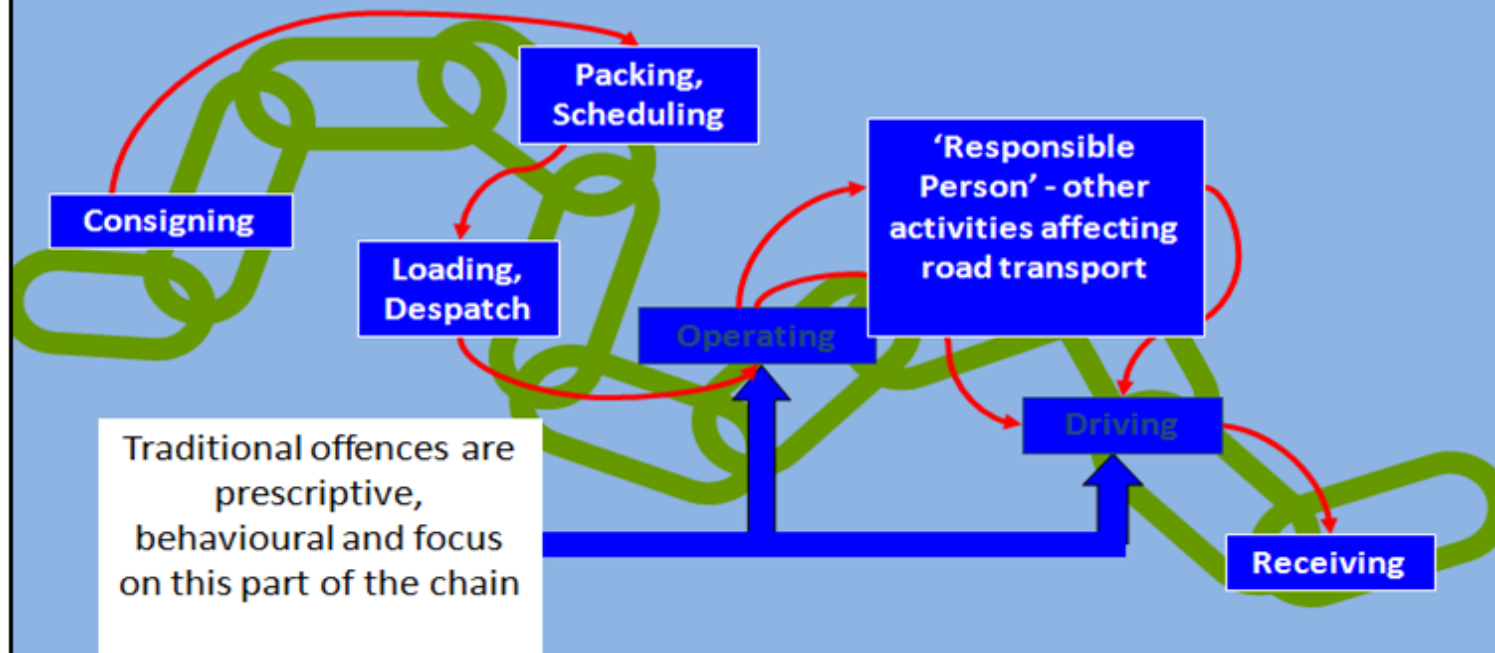 Packing,
Scheduling
‘Responsible
Person’ - other
activities affecting
road transport
Consigning
Loading,
Despatch
Operating
Driving
Traditional offences are
prescriptive,
behavioural and focus
on this part of the chain
Receiving